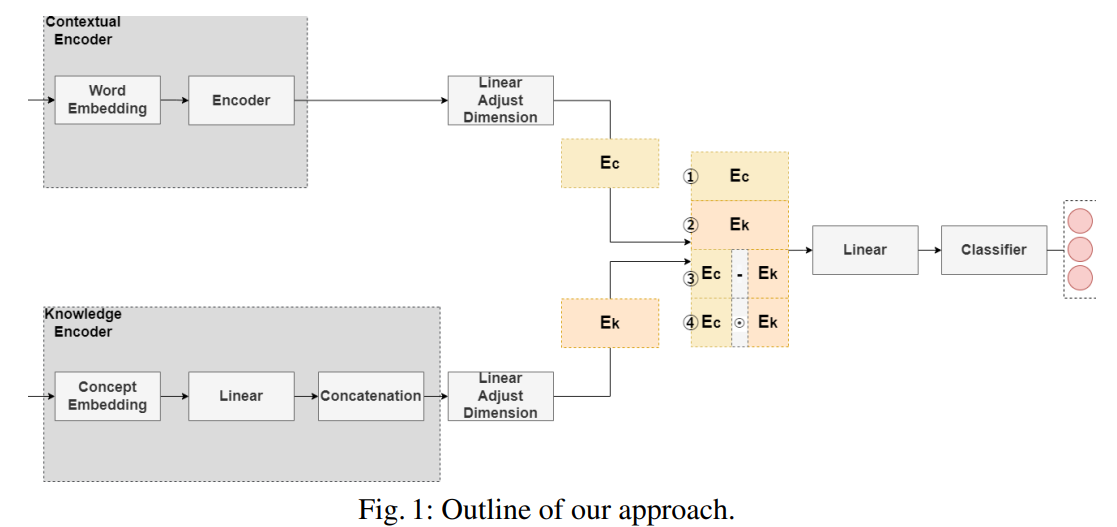 Contextual
Encoder
Word
Embedding
Encoder
Linear
Adjust
Dimension
Ec
① Ec
② Ek
③ Ec - Ek
④ Ec ⊙ Ek
Linear
Classifier
Ek
Knowledge
Encoder
Concept
Embedding
Linear
Concatenation
Linear
Adjust
Dimension
Fig. 1: Outline of our approach.